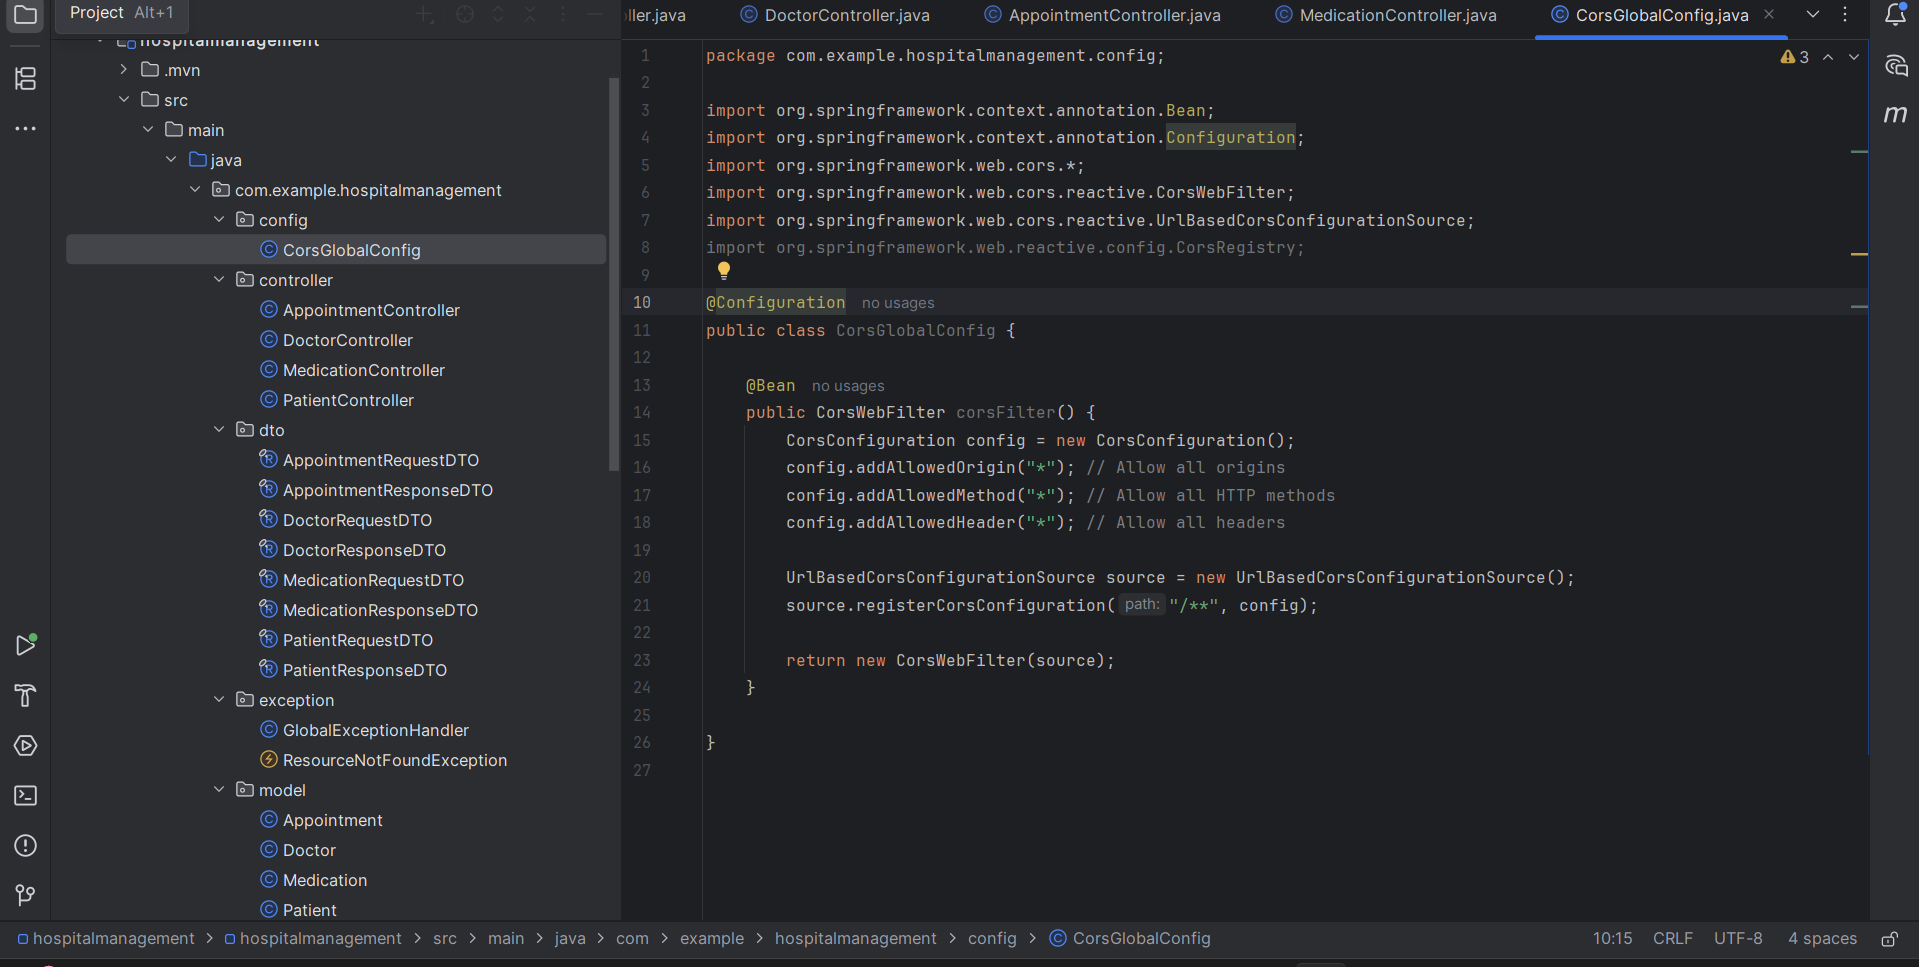 Project Alt+1
hospitalmanagement
.mvn
src
main
java
com.example.hospitalmanagement
config
CorsGlobalConfig
controller
AppointmentController
DoctorController
MedicationController
PatientController
dto
AppointmentRequestDTO
AppointmentResponseDTO
DoctorRequestDTO
DoctorResponseDTO
MedicationRequestDTO
MedicationResponseDTO
PatientRequestDTO
PatientResponseDTO
exception
GlobalExceptionHandler
ResourceNotFoundException
model
Appointment
Doctor
Medication
Patient
ller.java DoctorController.java AppointmentController.java MedicationController.java CorsGlobalConfig.java
3
1 package com.example.hospitalmanagement.config;
2
3 import org.springframework.context.annotation.Bean;
4 import org.springframework.context.annotation.Configuration;
5 import org.springframework.web.cors.*;
6 import org.springframework.web.cors.reactive.CorsWebFilter;
7 import org.springframework.web.cors.reactive.UrlBasedCorsConfigurationSource;
8 import org.springframework.web.reactive.config.CorsRegistry;
9
10 @Configuration no usages
11 public class CorsGlobalConfig {
12
13 @Bean no usages
14 public CorsWebFilter corsFilter() {
15 CorsConfiguration config = new CorsConfiguration();
16 config.addAllowedOrigin("*"); // Allow all origins
17 config.addAllowedMethod("*"); // Allow all HTTP methods
18 config.addAllowedHeader("*"); // Allow all headers
19
20 UrlBasedCorsConfigurationSource source = new UrlBasedCorsConfigurationSource();
21 source.registerCorsConfiguration( path: "/**", config);
22
23 return new CorsWebFilter(source);
24 }
25
26 }
27
m
hospitalmanagement > hospitalmanagement > src > main > java > com > example > hospitalmanagement > config > CorsGlobalConfig
10:15 CRLF UTF-8 4 spaces